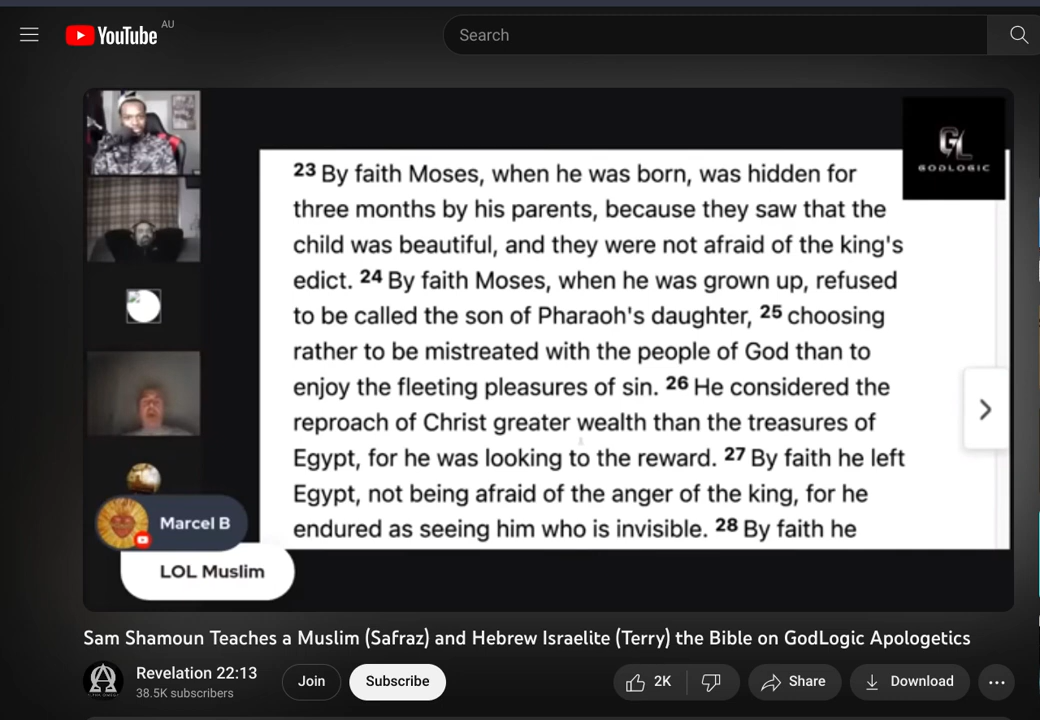 YouTube
AU
Search
GL
GODLOGIC
23 By faith Moses, when he was born, was hidden for
three months by his parents, because they saw that the
child was beautiful, and they were not afraid of the king's
edict. 24 By faith Moses, when he was grown up, refused
to be called the son of Pharaoh's daughter, 25 choosing
rather to be mistreated with the people of God than to
enjoy the fleeting pleasures of sin. 26 He considered the
reproach of Christ greater wealth than the treasures of
Egypt, for he was looking to the reward. 27 By faith he left
Egypt, not being afraid of the anger of the king, for he
endured as seeing him who is invisible. 28 By faith he
Marcel B
LOL Muslim
Sam Shamoun Teaches a Muslim (Safraz) and Hebrew Israelite (Terry) the Bible on GodLogic Apologetics
Revelation 22:13
38.5K subscribers
Join
Subscribe
2K
Share
Download